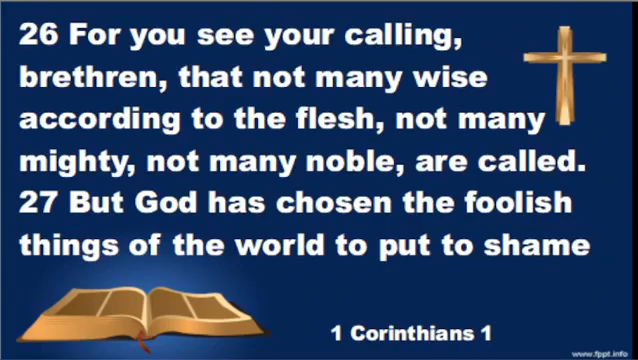 26 For you see your calling,
brethren, that not many wise
according to the flesh, not many
mighty, not many noble, are called.
27 But God has chosen the foolish
things of the world to put to shame
1 Corinthians 1
www.fppt.info